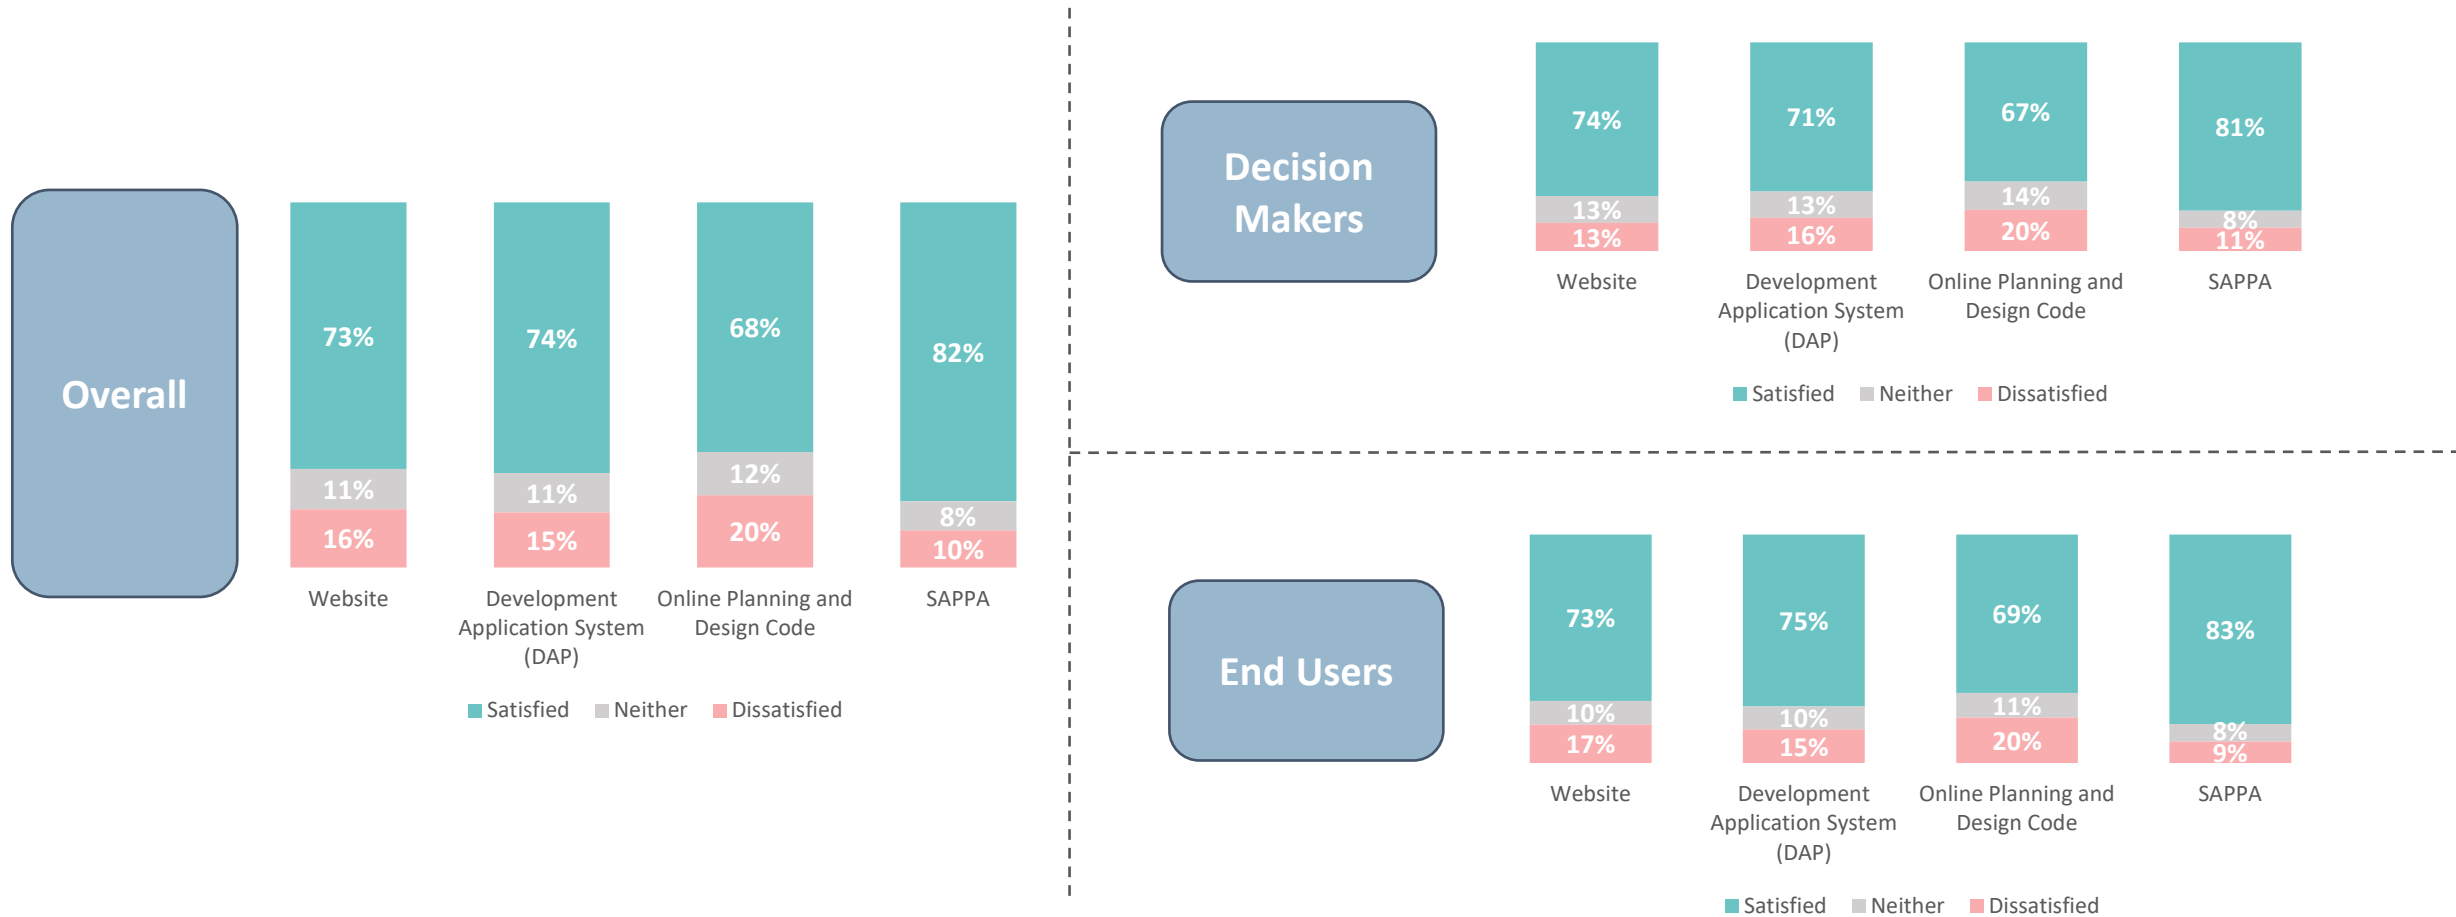 Overall
73%
74%
68%
82%
11%
11%
12%
8%
16%
15%
20%
10%
Website
Development
Application System
(DAP)
Online Planning and
Design Code
SAPPA
Satisfied
Neither
Dissatisfied
Decision
Makers
74%
71%
67%
81%
13%
13%
14%
8%
13%
16%
20%
11%
Website
Development
Application System
(DAP)
Online Planning and
Design Code
SAPPA
Satisfied
Neither
Dissatisfied
End Users
73%
75%
69%
83%
10%
10%
11%
8%
17%
15%
20%
9%
Website
Development
Application System
(DAP)
Online Planning and
Design Code
SAPPA
Satisfied
Neither
Dissatisfied